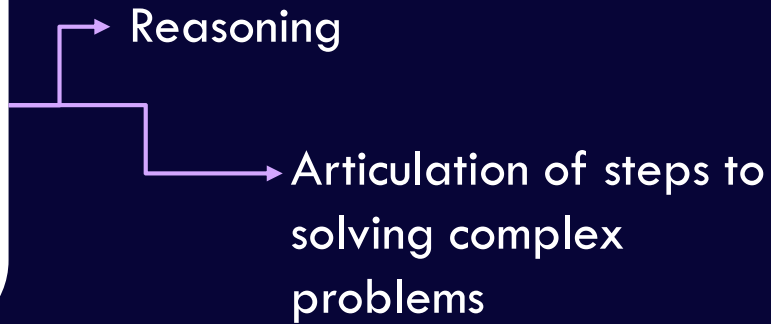 Reasoning
Articulation of steps to
solving complex
problems